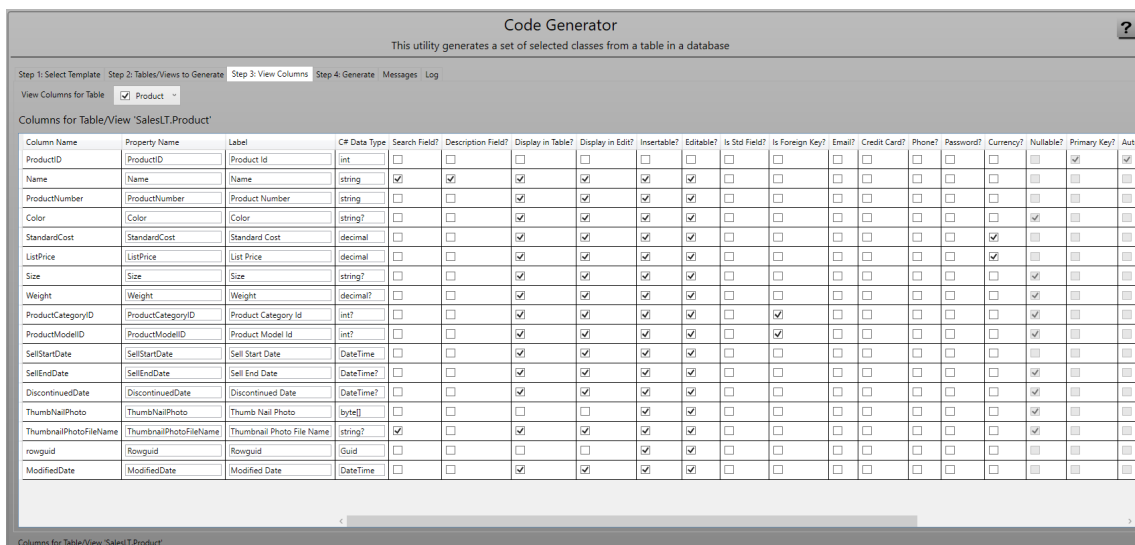 Code Generator
?
This utility generates a set of selected classes from a table in a database
Step 1: Select Template Step 2: Tables/Views to Generate Step 3: View Columns Step 4: Generate Messages Log
View Columns for Table Product
Columns for Table/View 'SalesLT.Product'
Column Name Property Name Label C# Data Type Search Field? Description Field? Display in Table? Display in Edit? Insertable? Editable? Is Std Field? Is Foreign Key? Email? Credit Card? Phone? Password? Currency? Nullable? Primary Key? Aut
ProductID ProductID Product Id int
Name Name Name string
ProductNumber ProductNumber Product Number string
Color Color Color string?
StandardCost StandardCost Standard Cost decimal
ListPrice ListPrice List Price decimal
Size Size Size string?
Weight Weight Weight decimal?
ProductCategoryID ProductCategoryID Product Category Id int?
ProductModelID ProductModelID Product Model Id int?
SellStartDate SellStartDate Sell Start Date DateTime
SellEndDate SellEndDate Sell End Date DateTime?
DiscontinuedDate DiscontinuedDate Discontinued Date DateTime?
ThumbNailPhoto ThumbNailPhoto Thumb Nail Photo byte[]
ThumbnailPhotoFileName ThumbnailPhotoFileName Thumbnail Photo File Name string?
rowguid Rowguid Rowguid Guid
ModifiedDate ModifiedDate Modified Date DateTime
Columns for Table/View 'SalesLT.Product'